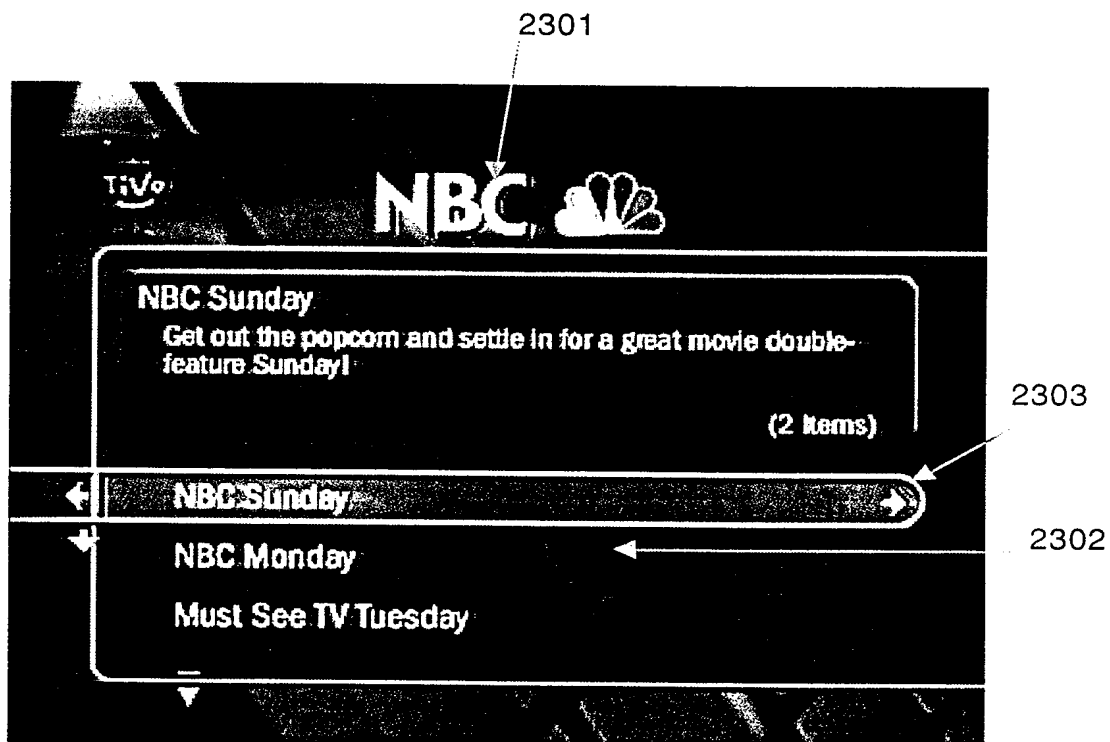 2301
TiVo
NBC
NBC Sunday
Get out the popcorn and settle in for a great movie double-
feature Sunday!
(2 Items)
2303
NBC Sunday
2302
NBC Monday
Must See TV Tuesday